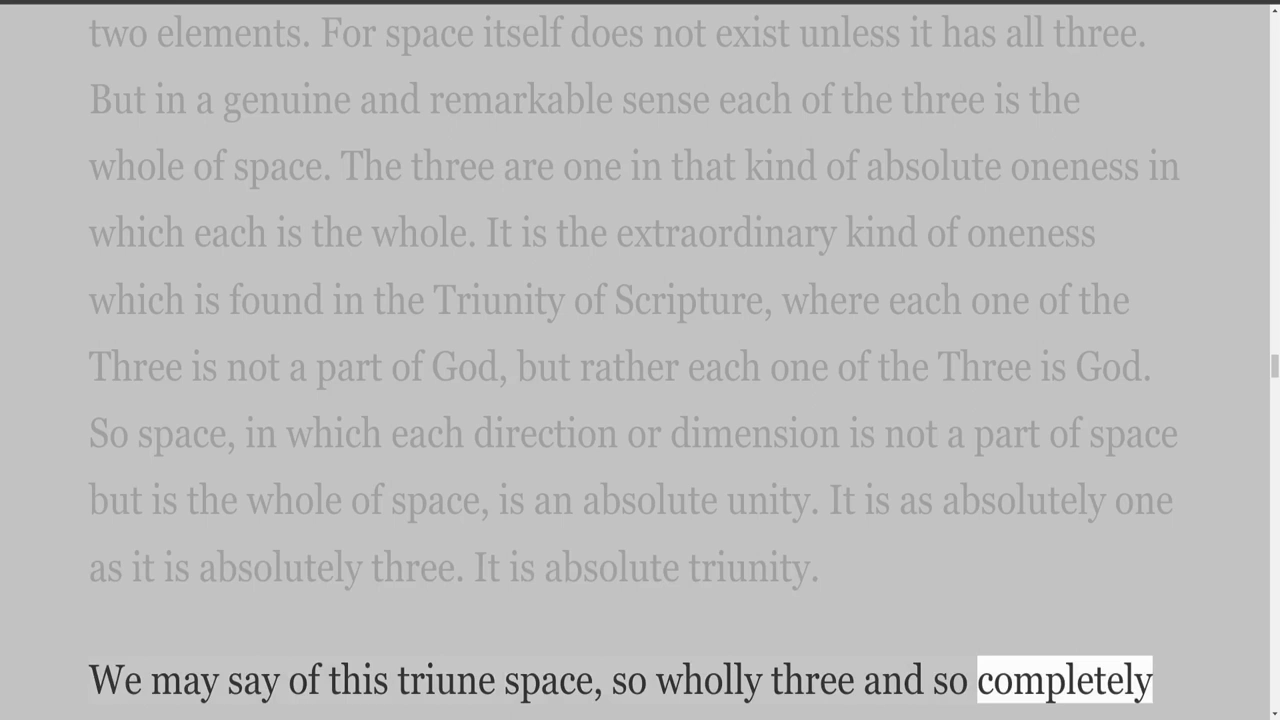 two elements. For space itself does not exist unless it has all three.
But in a genuine and remarkable sense each of the three is the
whole of space. The three are one in that kind of absolute oneness in
which each is the whole. It is the extraordinary kind of oneness
which is found in the Triunity of Scripture, where each one of the
Three is not a part of God, but rather each one of the Three is God.
So space, in which each direction or dimension is not a part of space
but is the whole of space, is an absolute unity. It is as absolutely one
as it is absolutely three. It is absolute triunity.
We may say of this triune space, so wholly three and so completely